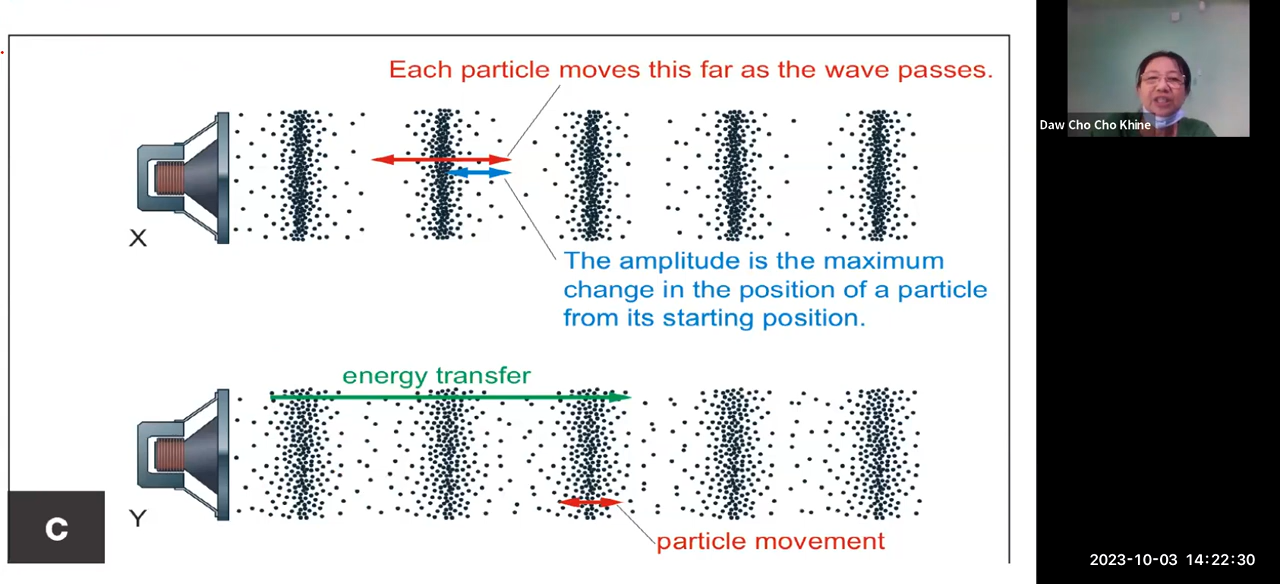 Each particle moves this far as the wave passes.
X
The amplitude is the maximum
change in the position of a particle
from its starting position.
energy transfer
Y
particle movement
C
Daw Cho Cho Khine
2023-10-03 14:22:30